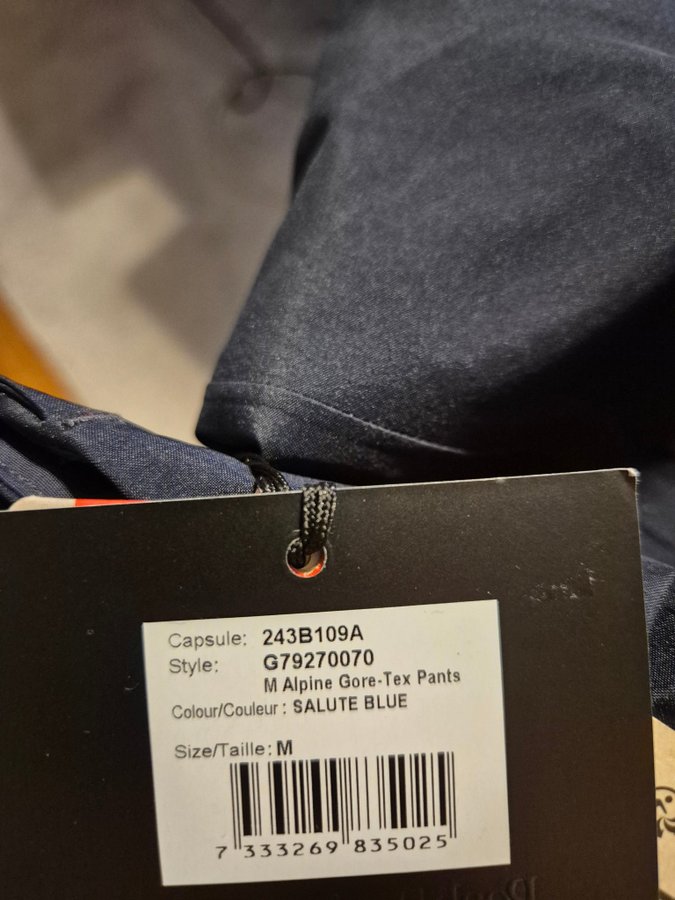 Capsule: 243B109A
Style: G79270070
M Alpine Gore-Tex Pants
Colour/Couleur : SALUTE BLUE
Size/Taille: M
7 333269 835025